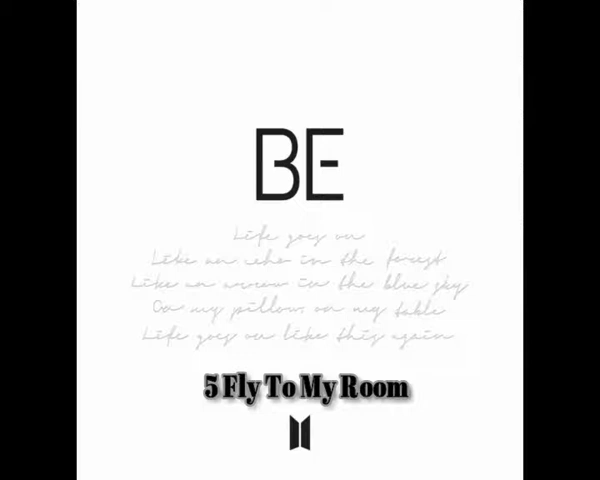 BE
Life goes on
Like an echo in the forest
Like an arrow in the blue sky
On my pillow, on my table
Life goes on like this again
5 Fly To My Room